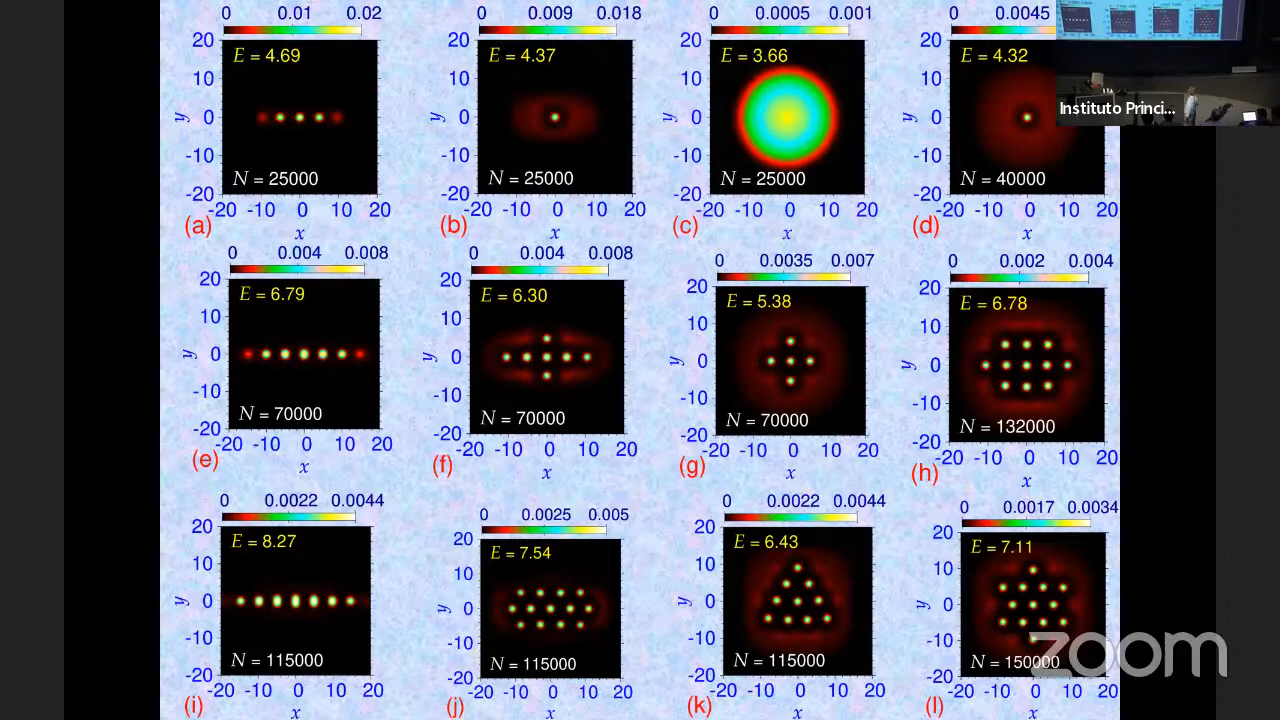 0 0.01 0.02
E = 4.69
20
10
0
-10
-20
y
N = 25000
-20 -10 0 10 20
x
(a)
0 0.009 0.018
E = 4.37
20
10
0
-10
-20
y
N = 25000
-20 -10 0 10 20
x
(b)
0 0.0005 0.001
E = 3.66
20
10
0
-10
-20
y
N = 25000
-20 -10 0 10 20
x
(c)
0 0.0045
E = 4.32
20
10
0
-10
-20
y
N = 40000
-20 -10 0 10 20
x
(d)
Instituto Princi...
0 0.004 0.008
E = 6.79
20
10
0
-10
-20
y
N = 70000
-20 -10 0 10 20
x
(e)
0 0.004 0.008
E = 6.30
20
10
0
-10
-20
y
N = 70000
-20 -10 0 10 20
x
(f)
0 0.0035 0.007
E = 5.38
20
10
0
-10
-20
y
N = 70000
-20 -10 0 10 20
x
(g)
0 0.002 0.004
E = 6.78
20
10
0
-10
-20
y
N = 132000
-20 -10 0 10 20
x
(h)
0 0.0022 0.0044
E = 8.27
20
10
0
-10
-20
y
N = 115000
-20 -10 0 10 20
x
(i)
0 0.0025 0.005
E = 7.54
20
10
0
-10
-20
y
N = 115000
-20 -10 0 10 20
x
(j)
0 0.0022 0.0044
E = 6.43
20
10
0
-10
-20
y
N = 115000
-20 -10 0 10 20
x
(k)
0 0.0017 0.0034
E = 7.11
20
10
0
-10
-20
y
N = 150000
-20 -10 0 10 20
x
(l)
zoom